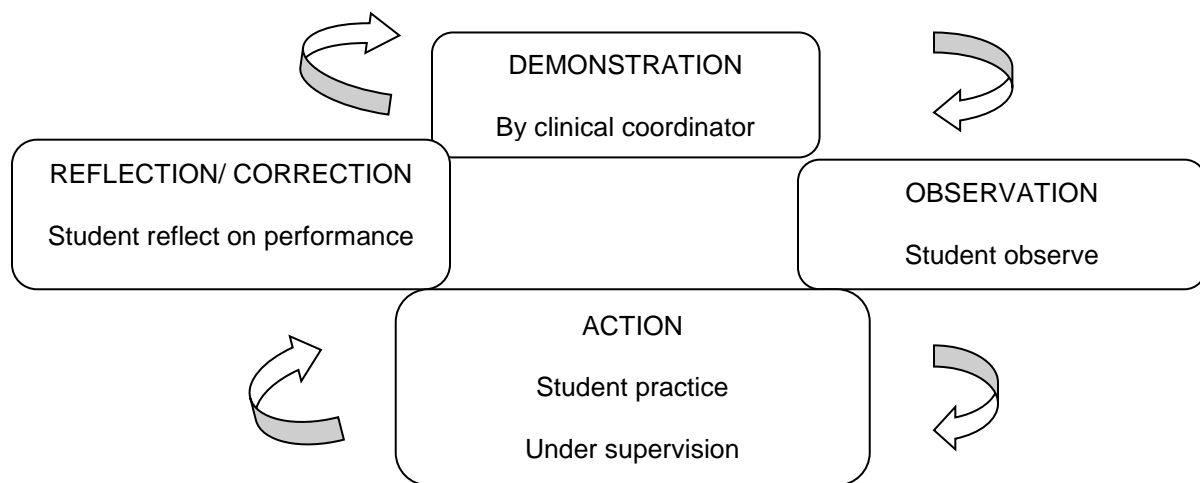 DEMONSTRATION
By clinical coordinator
REFLECTION/ CORRECTION
Student reflect on performance
OBSERVATION
Student observe
ACTION
Student practice
Under supervision